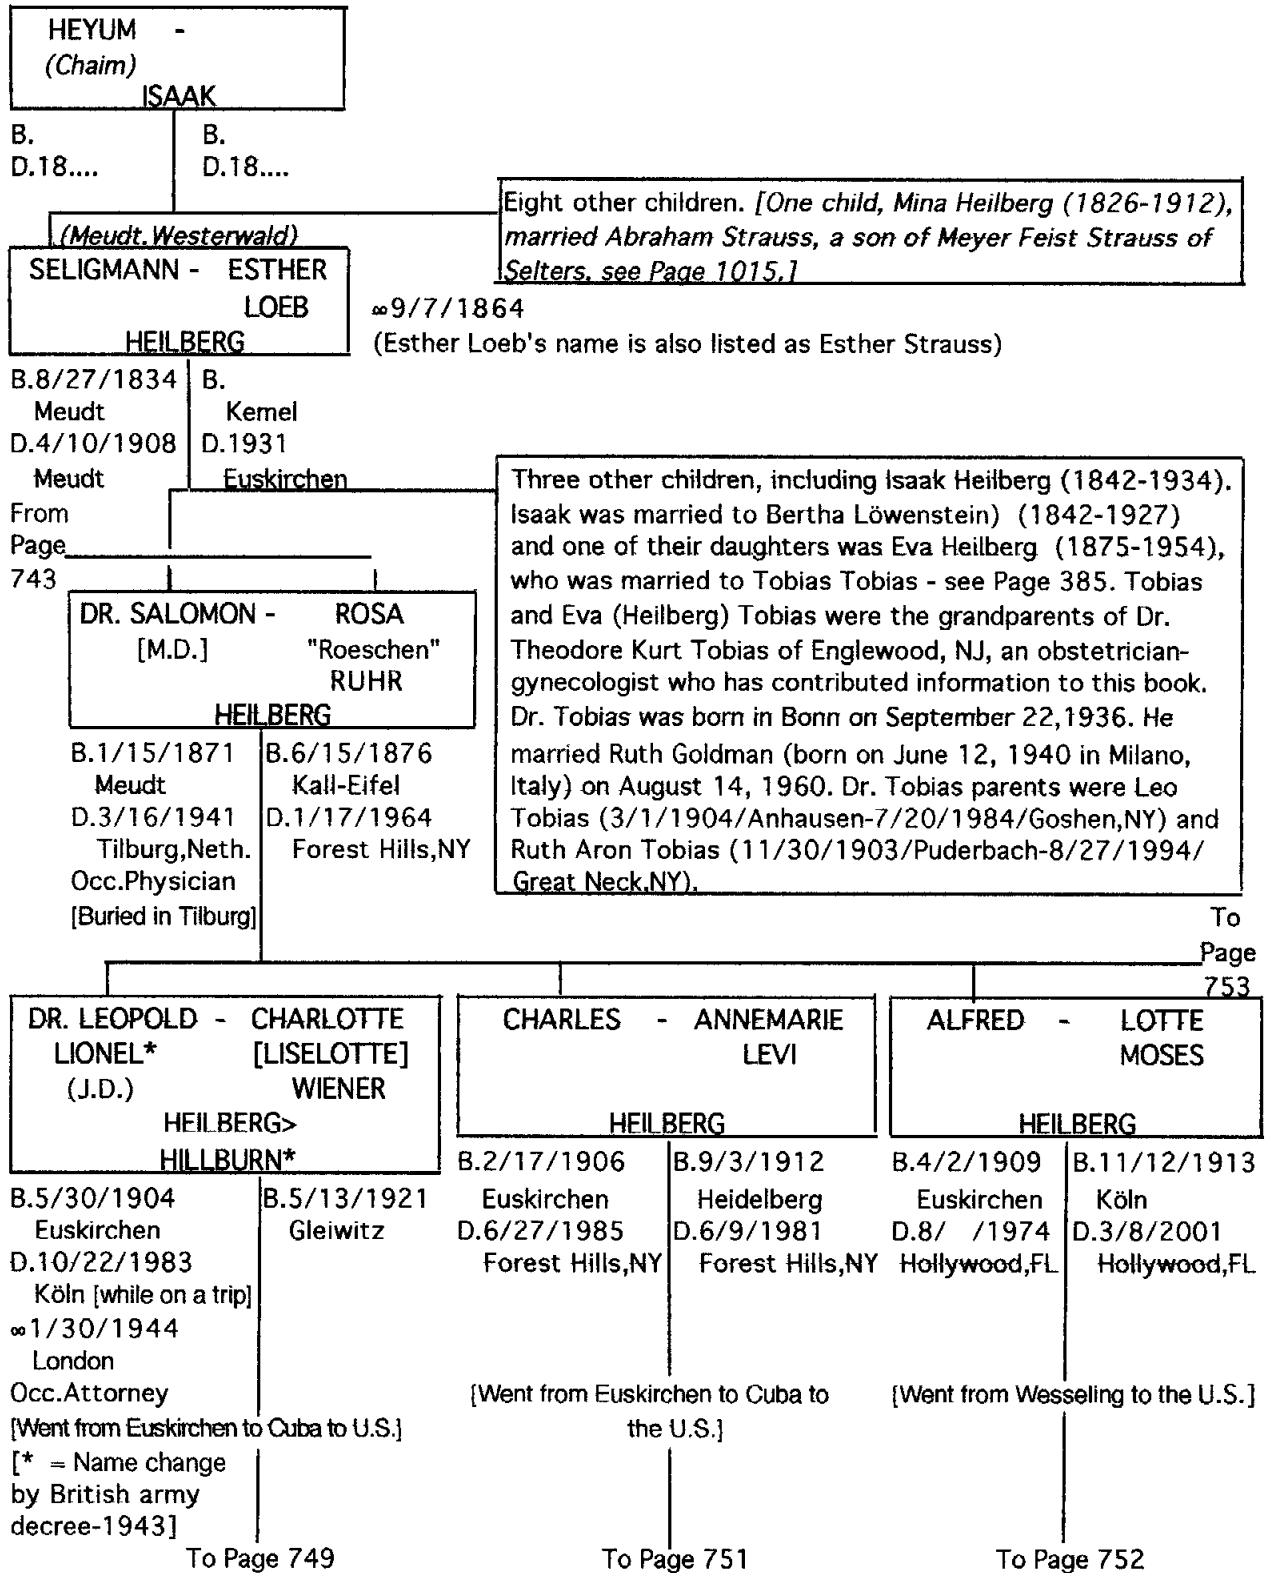 HEYUM -
(Chaim)
ISAAK
B. B.
D.18.... D.18....
Eight other children. [One child, Mina Heilberg (1826-1912),
married Abraham Strauss, a son of Meyer Feist Strauss of
Selters, see Page 1015.]
(Meudt.Westerwald)
SELIGMANN - ESTHER
LOEB
HEILBERG
∞9/7/1864
(Esther Loeb's name is also listed as Esther Strauss)
B.8/27/1834 B.
Meudt Kemel
D.4/10/1908 D.1931
Meudt Euskirchen
From
Page
743
Three other children, including Isaak Heilberg (1842-1934).
Isaak was married to Bertha Löwenstein) (1842-1927)
and one of their daughters was Eva Heilberg (1875-1954),
who was married to Tobias Tobias - see Page 385. Tobias
and Eva (Heilberg) Tobias were the grandparents of Dr.
Theodore Kurt Tobias of Englewood, NJ, an obstetrician-
gynecologist who has contributed information to this book.
Dr. Tobias was born in Bonn on September 22,1936. He
married Ruth Goldman (born on June 12, 1940 in Milano,
Italy) on August 14, 1960. Dr. Tobias parents were Leo
Tobias (3/1/1904/Anhausen-7/20/1984/Goshen,NY) and
Ruth Aron Tobias (11/30/1903/Puderbach-8/27/1994/
Great Neck,NY).
DR. SALOMON - ROSA
[M.D.] "Roeschen"
RUHR
HEILBERG
B.1/15/1871 B.6/15/1876
Meudt Kall-Eifel
D.3/16/1941 D.1/17/1964
Tilburg,Neth. Forest Hills,NY
Occ.Physician
[Buried in Tilburg]
To
Page
753
DR. LEOPOLD - CHARLOTTE
LIONEL* [LISELOTTE]
(J.D.) WIENER
HEILBERG>
HILLBURN*
B.5/30/1904 B.5/13/1921
Euskirchen Gleiwitz
D.10/22/1983
Köln [while on a trip]
∞1/30/1944
London
Occ.Attorney
[Went from Euskirchen to Cuba to U.S.]
[* = Name change
by British army
decree-1943]
To Page 749
CHARLES - ANNEMARIE
LEVI
HEILBERG
B.2/17/1906 B.9/3/1912
Euskirchen Heidelberg
D.6/27/1985 D.6/9/1981
Forest Hills,NY Forest Hills,NY
[Went from Euskirchen to Cuba to
the U.S.]
To Page 751
ALFRED - LOTTE
MOSES
HEILBERG
B.4/2/1909 B.11/12/1913
Euskirchen Köln
D.8/ /1974 D.3/8/2001
Hollywood,FL Hollywood,FL
[Went from Wesseling to the U.S.]
To Page 752